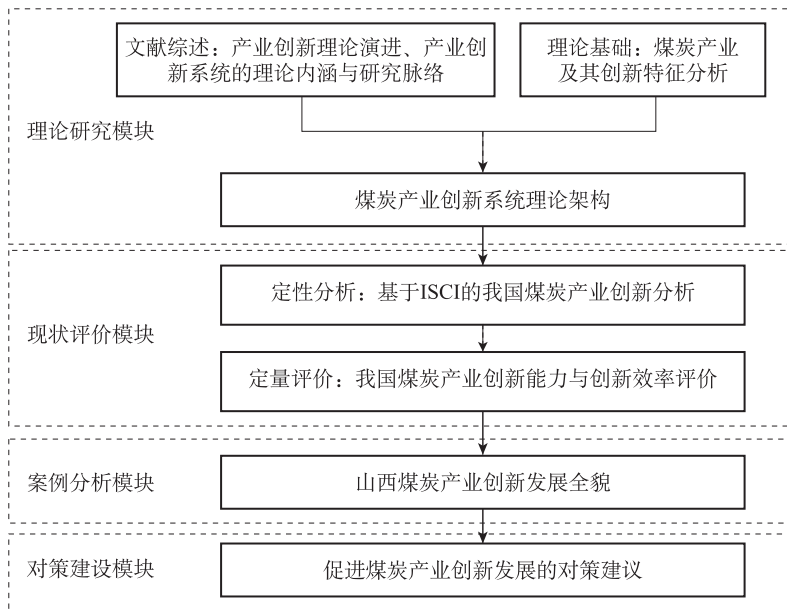 文献综述：产业创新理论演进、产业创
新系统的理论内涵与研究脉络
理论基础：煤炭产业
及其创新特征分析
理论研究模块
煤炭产业创新系统理论架构
定性分析：基于ISCI的我国煤炭产业创新分析
现状评价模块
定量评价：我国煤炭产业创新能力与创新效率评价
案例分析模块
山西煤炭产业创新发展全貌
对策建设模块
促进煤炭产业创新发展的对策建议